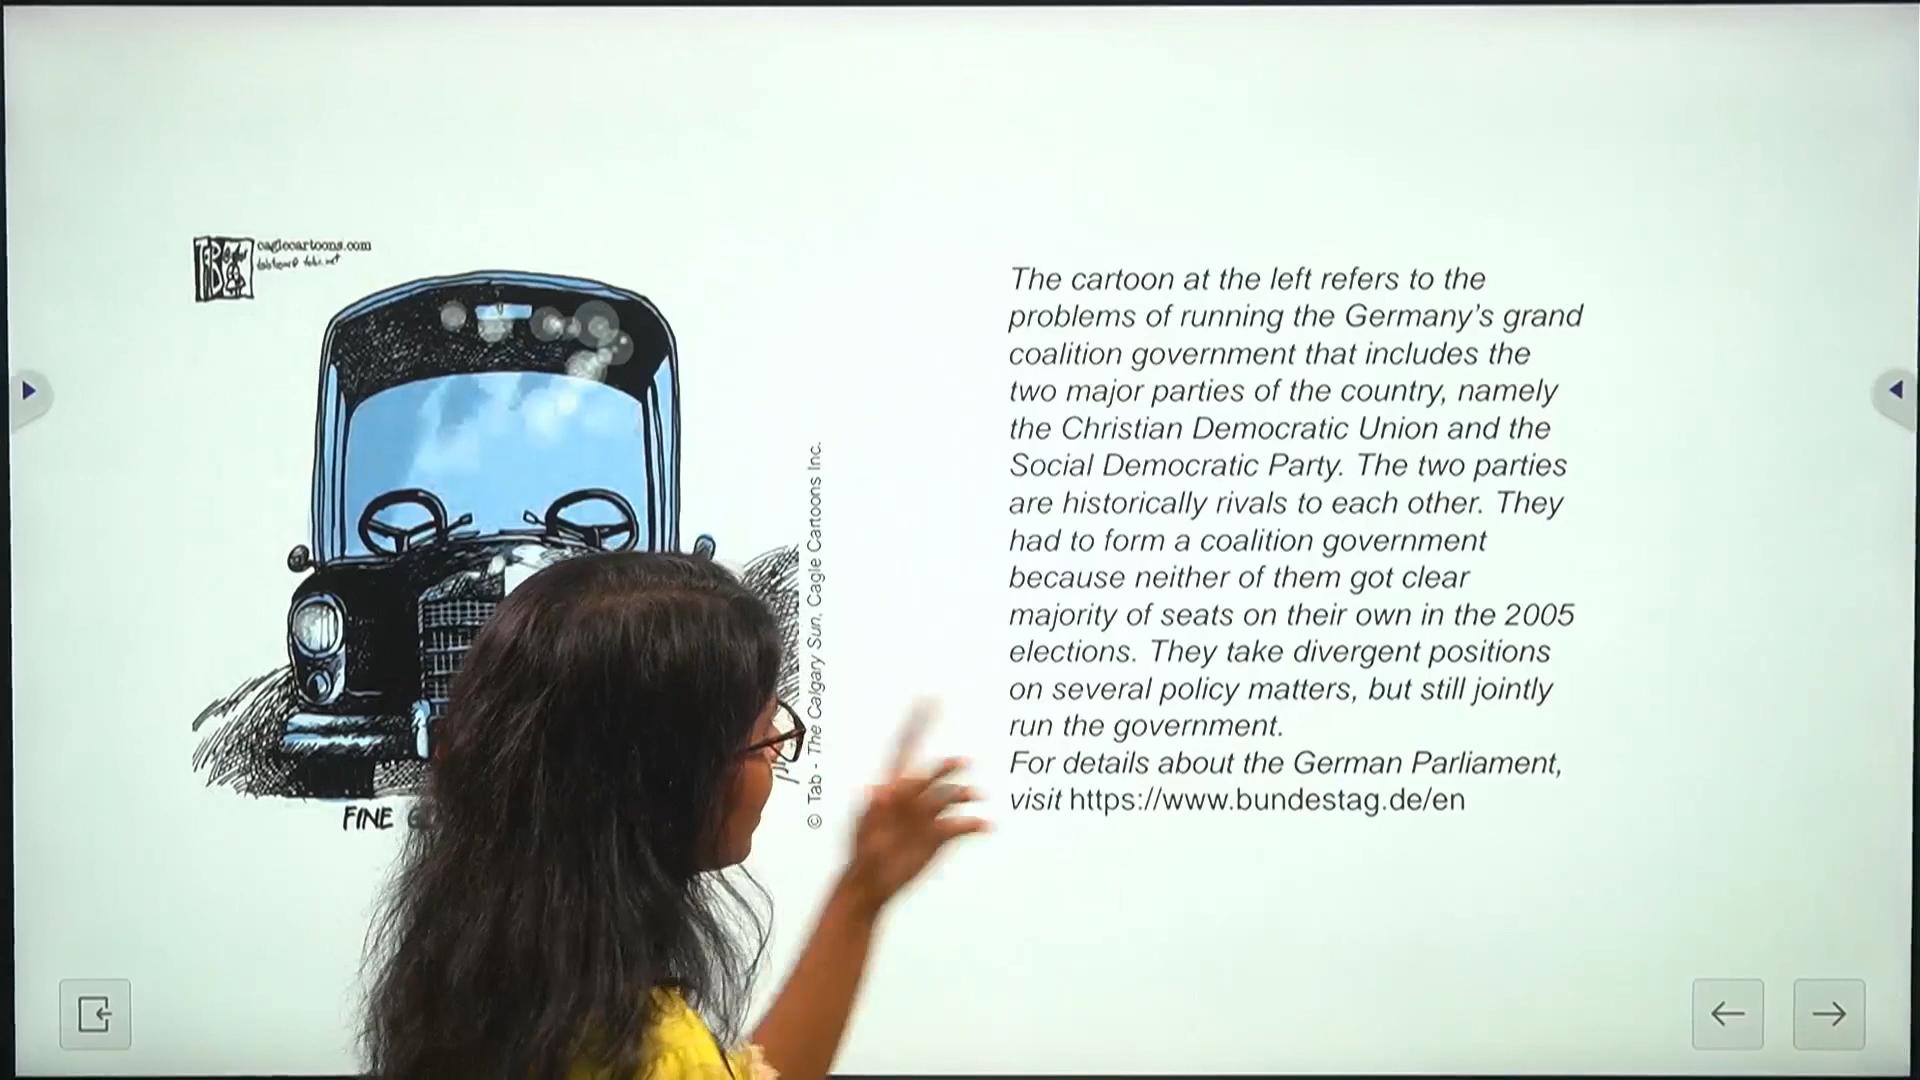 caglecartoons.com
The cartoon at the left refers to the
problems of running the Germany's grand
coalition government that includes the
two major parties of the country, namely
the Christian Democratic Union and the
Social Democratic Party. The two parties
are historically rivals to each other. They
had to form a coalition government
because neither of them got clear
majority of seats on their own in the 2005
elections. They take divergent positions
on several policy matters, but still jointly
run the government.
For details about the German Parliament,
visit https://www.bundestag.de/en
© Tab - The Calgary Sun, Cagle Cartoons Inc.
FINE